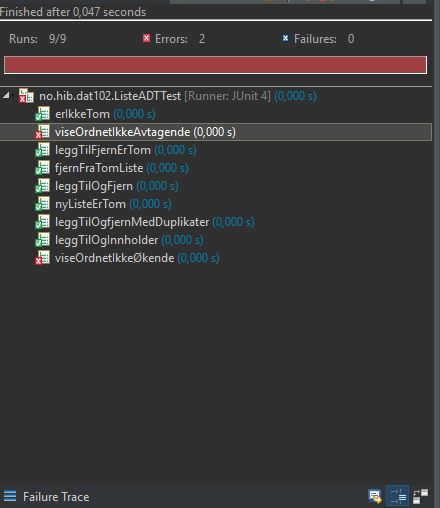 Finished after 0,047 seconds
Runs: 9/9 Errors: 2 Failures: 0
no.hib.dat102.ListeADTTest [Runner: JUnit 4] (0,000 s)
erIkkeTom (0,000 s)
viseOrdnetIkkeAvtagende (0,000 s)
leggTilFjernErTom (0,000 s)
fjernFraTomListe (0,000 s)
leggTilOgFjern (0,000 s)
nyListeErTom (0,000 s)
leggTilOgfjernMedDuplikater (0,000 s)
leggTilOgInnholder (0,000 s)
viseOrdnetIkkeØkende (0,000 s)
Failure Trace